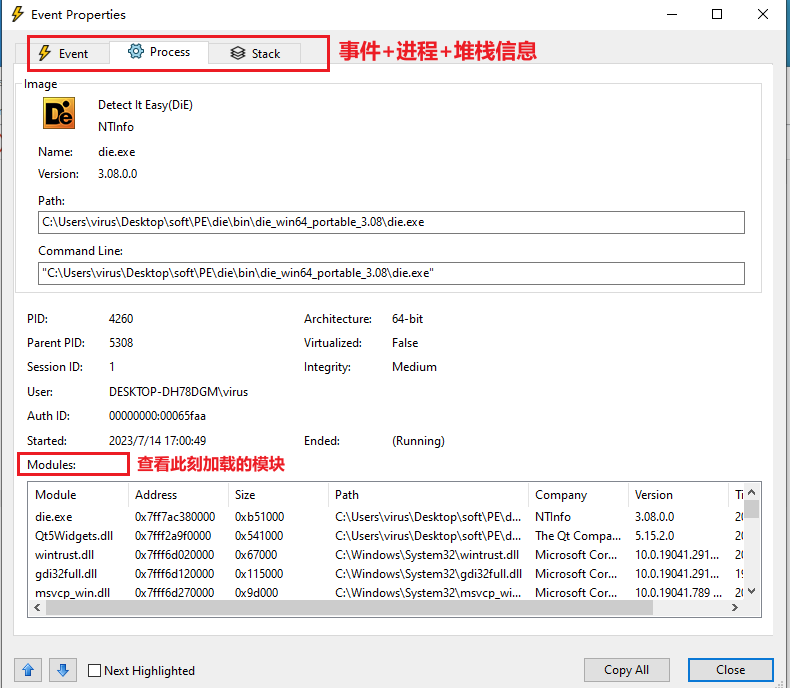 Event Properties
Event Process Stack 事件+进程+堆栈信息
Image
Detect It Easy(DiE)
NTInfo
Name: die.exe
Version: 3.08.0.0
Path:
C:\Users\virus\Desktop\soft\PE\die\bin\die_win64_portable_3.08\die.exe
Command Line:
"C:\Users\virus\Desktop\soft\PE\die\bin\die_win64_portable_3.08\die.exe"
PID: 4260 Architecture: 64-bit
Parent PID: 5308 Virtualized: False
Session ID: 1 Integrity: Medium
User: DESKTOP-DH78DGM\virus
Auth ID: 00000000:00065faa
Started: 2023/7/14 17:00:49 Ended: (Running)
Modules: 查看此刻加载的模块
Module Address Size Path Company Version
die.exe 0x7ff7ac380000 0xb51000 C:\Users\virus\Desktop\soft\PE\d... NTInfo 3.08.0.0
Qt5Widgets.dll 0x7fff2a9f0000 0x541000 C:\Users\virus\Desktop\soft\PE\d... The Qt Compa... 5.15.2.0
wintrust.dll 0x7fff6d020000 0x67000 C:\Windows\System32\wintrust.dll Microsoft Cor... 10.0.19041.291...
gdi32full.dll 0x7fff6d120000 0x115000 C:\Windows\System32\gdi32full.dll Microsoft Cor... 10.0.19041.291...
msvcp_win.dll 0x7fff6d270000 0x9d000 C:\Windows\System32\msvcp_wi... Microsoft Cor... 10.0.19041.789 ...
Next Highlighted Copy All Close